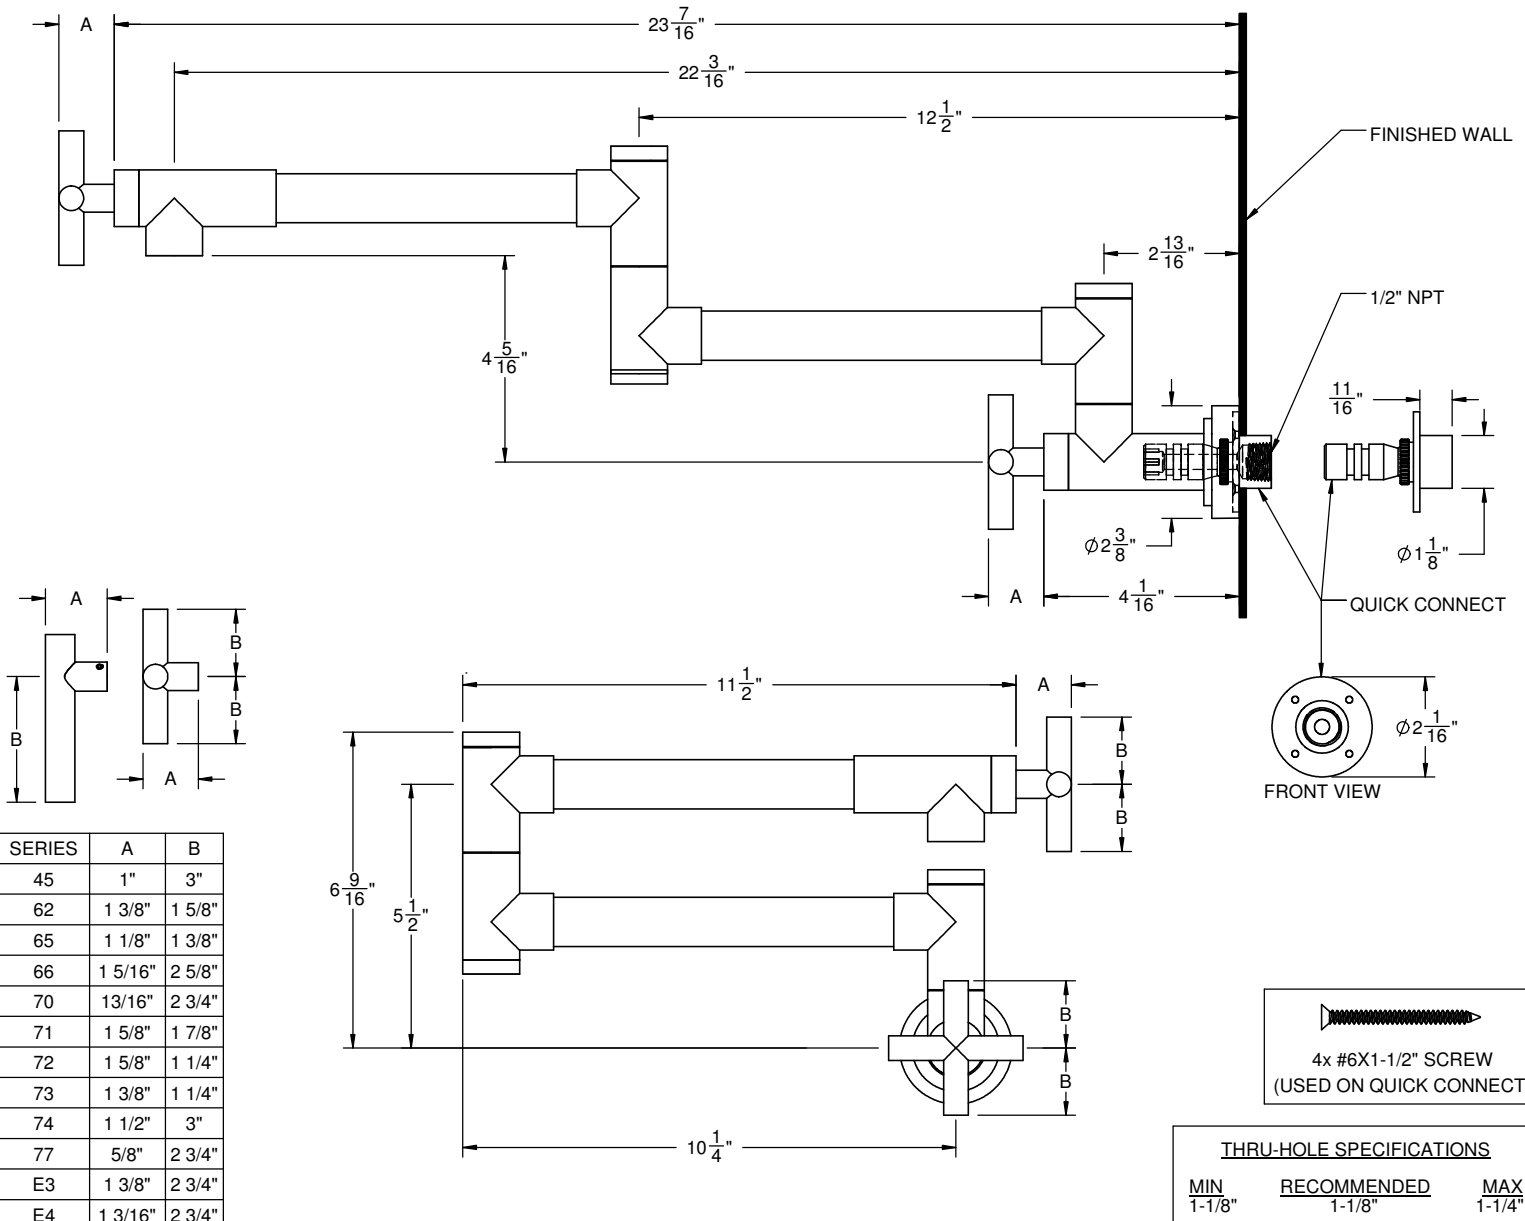 A
23 7/16"
22 3/16"
12 1/2"
FINISHED WALL
2 13/16"
1/2" NPT
4 5/16"
11/16"
Ø2 3/8"
Ø1 1/8"
A
4 1/16"
QUICK CONNECT
A
B
B
B
A
11 1/2"
A
B
B
Ø2 1/16"
FRONT VIEW
6 9/16"
5 1/2"
B
B
10 1/4"
SERIES A B
45 1" 3"
62 1 3/8" 1 5/8"
65 1 1/8" 1 3/8"
66 1 5/16" 2 5/8"
70 13/16" 2 3/4"
71 1 5/8" 1 7/8"
72 1 5/8" 1 1/4"
73 1 3/8" 1 1/4"
74 1 1/2" 3"
77 5/8" 2 3/4"
E3 1 3/8" 2 3/4"
E4 1 3/16" 2 3/4"
4x #6X1-1/2" SCREW
(USED ON QUICK CONNECT
THRU-HOLE SPECIFICATIONS
MIN RECOMMENDED MAX
1-1/8" 1-1/8" 1-1/4"